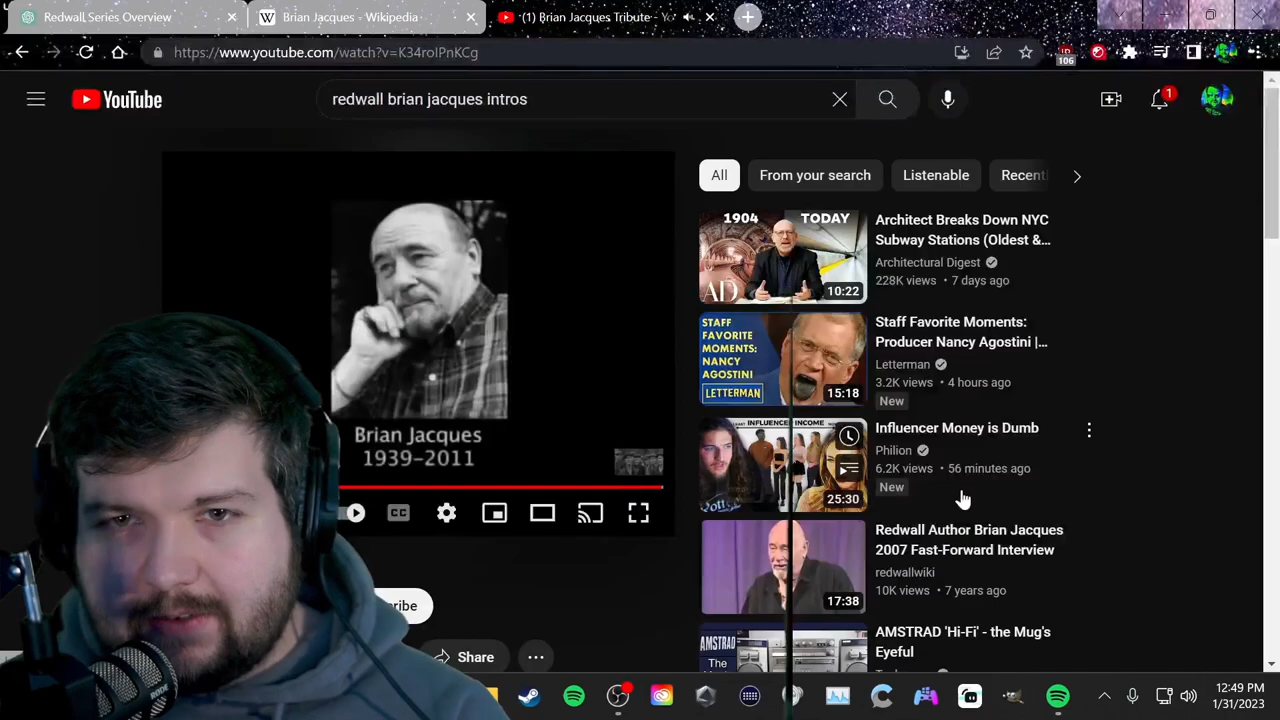 Redwall Series Overview
Brian Jacques - Wikipedia
(1) Brian Jacques Tribute - Yo
https://www.youtube.com/watch?v=K34roIPnKCg
106
YouTube
redwall brian jacques intros
1
Brian Jacques
1939-2011
CC
Share
All
From your search
Listenable
1904 TODAY
AD
10:22
Architect Breaks Down NYC
Subway Stations (Oldest &...
Architectural Digest
228K views • 7 days ago
STAFF
FAVORITE
MOMENTS:
NANCY
AGOSTINI
LETTERMAN
15:18
Staff Favorite Moments:
Producer Nancy Agostini |...
Letterman
3.2K views • 4 hours ago
New
INFLUENCER INCOME
25:30
Influencer Money is Dumb
Philion
6.2K views • 56 minutes ago
New
17:38
Redwall Author Brian Jacques
2007 Fast-Forward Interview
redwallwiki
10K views • 7 years ago
AMSTRAD
The
AMSTRAD 'Hi-Fi' - the Mug's
Eyeful
RØDE
12:49 PM
1/31/2023